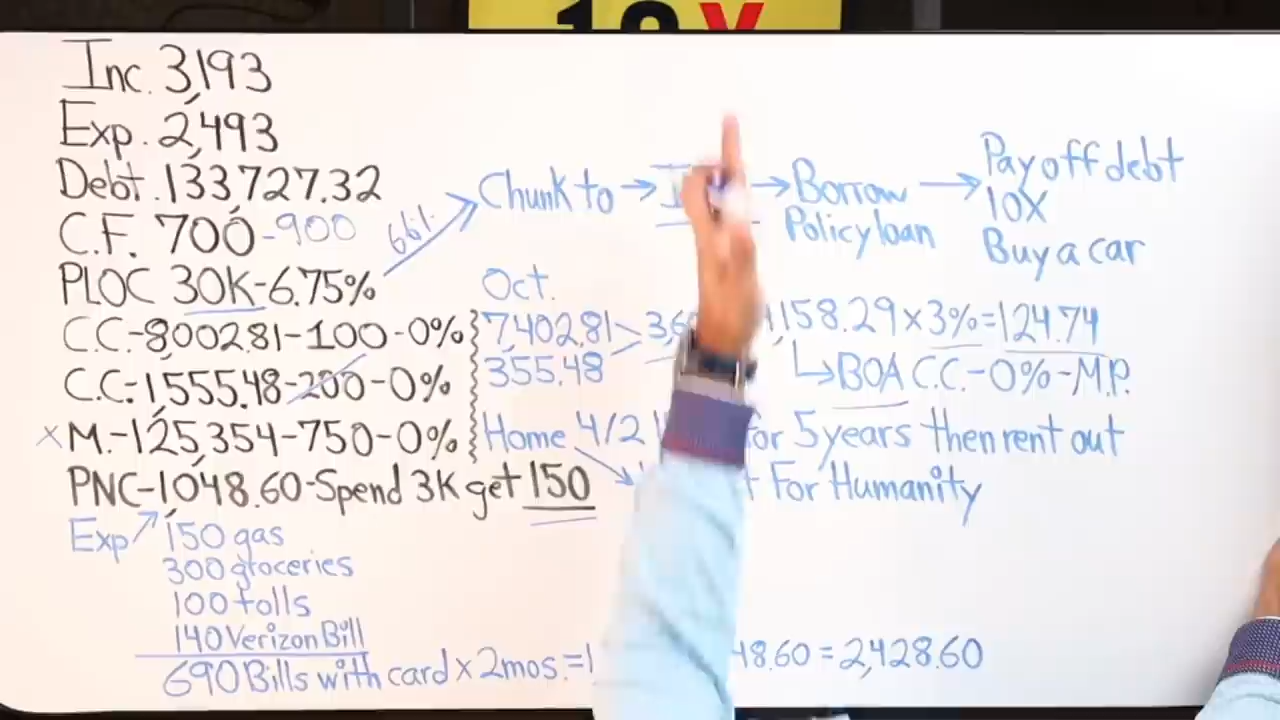 Inc. 3,193
Exp. 2,493
Debt. 133,727.32
C.F. 700-900
PLOC 30K-6.75%
C.C.-8,002.81-100-0%
C.C.-1,555.48-200-0%
x M.-125,354-750-0%
PNC-1,048.60-Spend 3K get 150
Exp 150 gas
300 groceries
100 tolls
140 Verizon Bill
690 Bills with card x 2mos.=1 48.60 = 2,428.60
661.
Chunk to → → Borrow → Pay off debt
Policy loan 10X
Buy a car
Oct.
7,402.81 158.29 x 3% = 124.74
355.48 BOA C.C.-0%-M.P.
Home 4/2 for 5 years then rent out
For Humanity